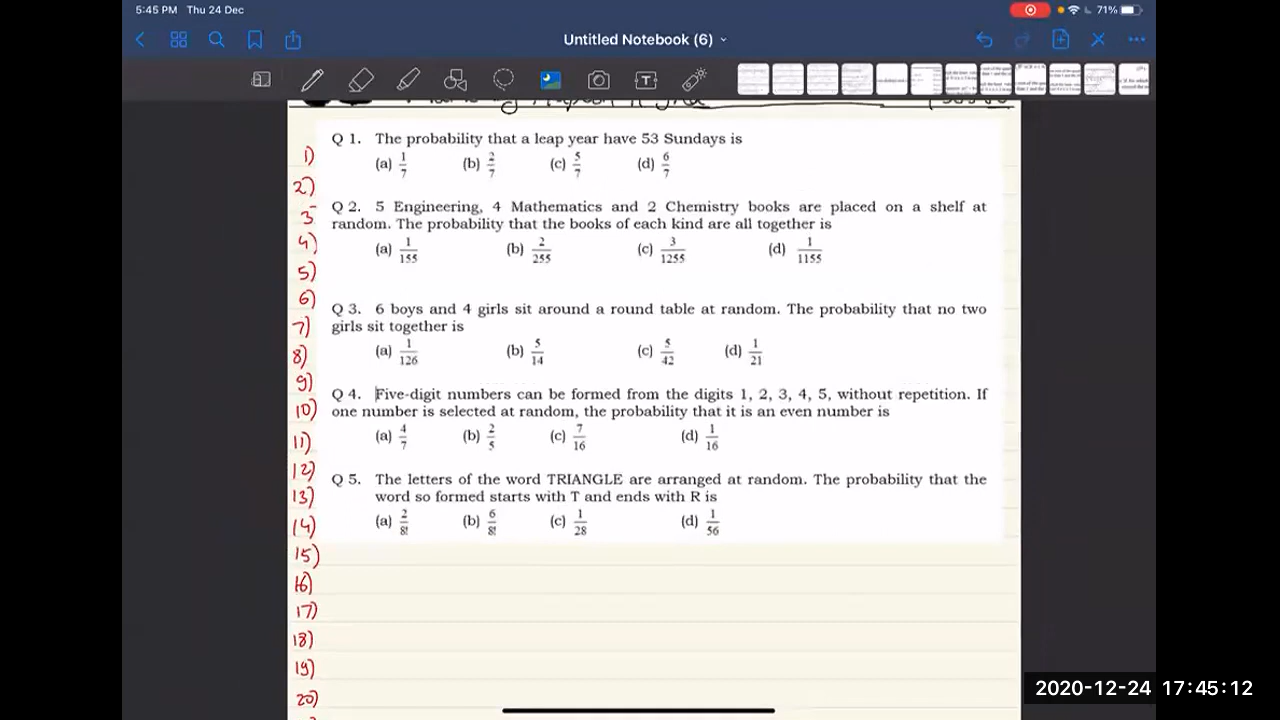 5:45 PM Thu 24 Dec
71%
Untitled Notebook (6)
Q 1. The probability that a leap year have 53 Sundays is
(a) 1/7 (b) 2/7 (c) 5/7 (d) 6/7
Q 2. 5 Engineering, 4 Mathematics and 2 Chemistry books are placed on a shelf at
random. The probability that the books of each kind are all together is
(a) 1/155 (b) 2/255 (c) 3/1255 (d) 1/1155
Q 3. 6 boys and 4 girls sit around a round table at random. The probability that no two
girls sit together is
(a) 1/126 (b) 5/14 (c) 5/42 (d) 1/21
Q 4. Five-digit numbers can be formed from the digits 1, 2, 3, 4, 5, without repetition. If
one number is selected at random, the probability that it is an even number is
(a) 4/7 (b) 2/5 (c) 7/16 (d) 1/16
Q 5. The letters of the word TRIANGLE are arranged at random. The probability that the
word so formed starts with T and ends with R is
(a) 2/8! (b) 6/8! (c) 1/28 (d) 1/56
1)
2)
3
4)
5)
6)
7)
8)
9)
10)
11)
12)
13)
14)
15)
16)
17)
18)
19)
20)
2020-12-24 17:45:12